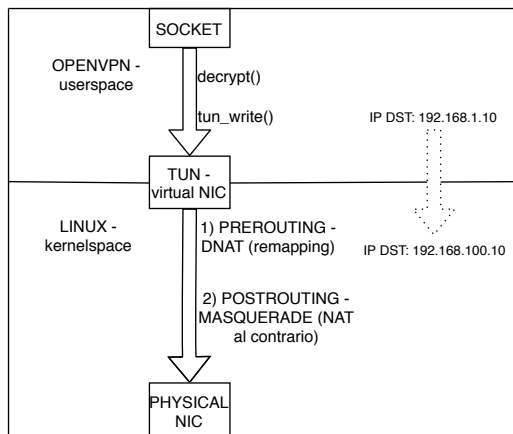 SOCKET
OPENVPN -
userspace
decrypt()
tun_write()
IP DST: 192.168.1.10
TUN -
virtual NIC
LINUX -
kernelspace
1) PREROUTING -
DNAT (remapping)
IP DST: 192.168.100.10
2) POSTROUTING -
MASQUERADE (NAT
al contrario)
PHYSICAL
NIC